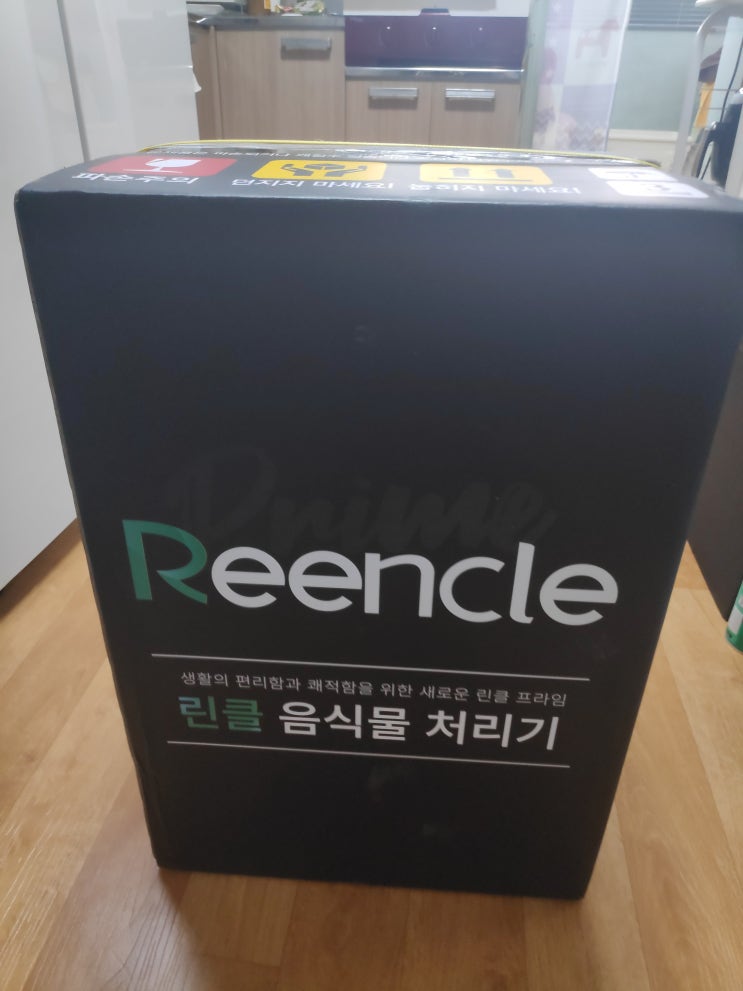 파손주의
던지지 마세요!
눕히지 마세요!
Prime
Reencle
생활의 편리함과 쾌적함을 위한 새로운 린클 프라임
린클 음식물 처리기